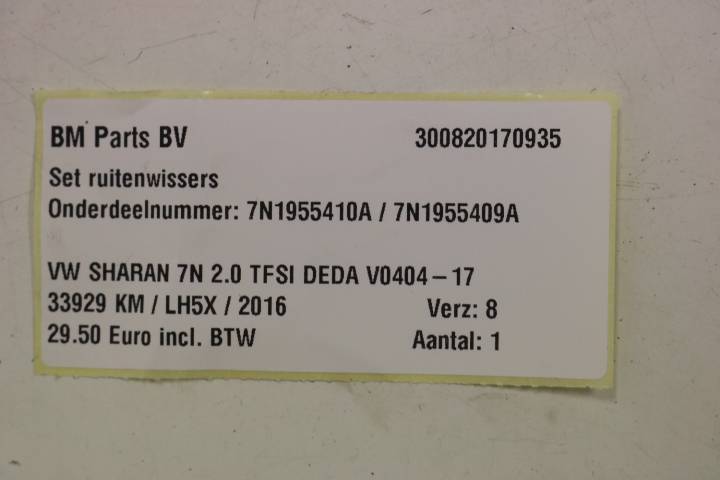 BM Parts BV 300820170935
Set ruitenwissers
Onderdeelnummer: 7N1955410A / 7N1955409A
VW SHARAN 7N 2.0 TFSI DEDA V0404-17
33929 KM / LH5X / 2016 Verz: 8
29.50 Euro incl. BTW Aantal: 1